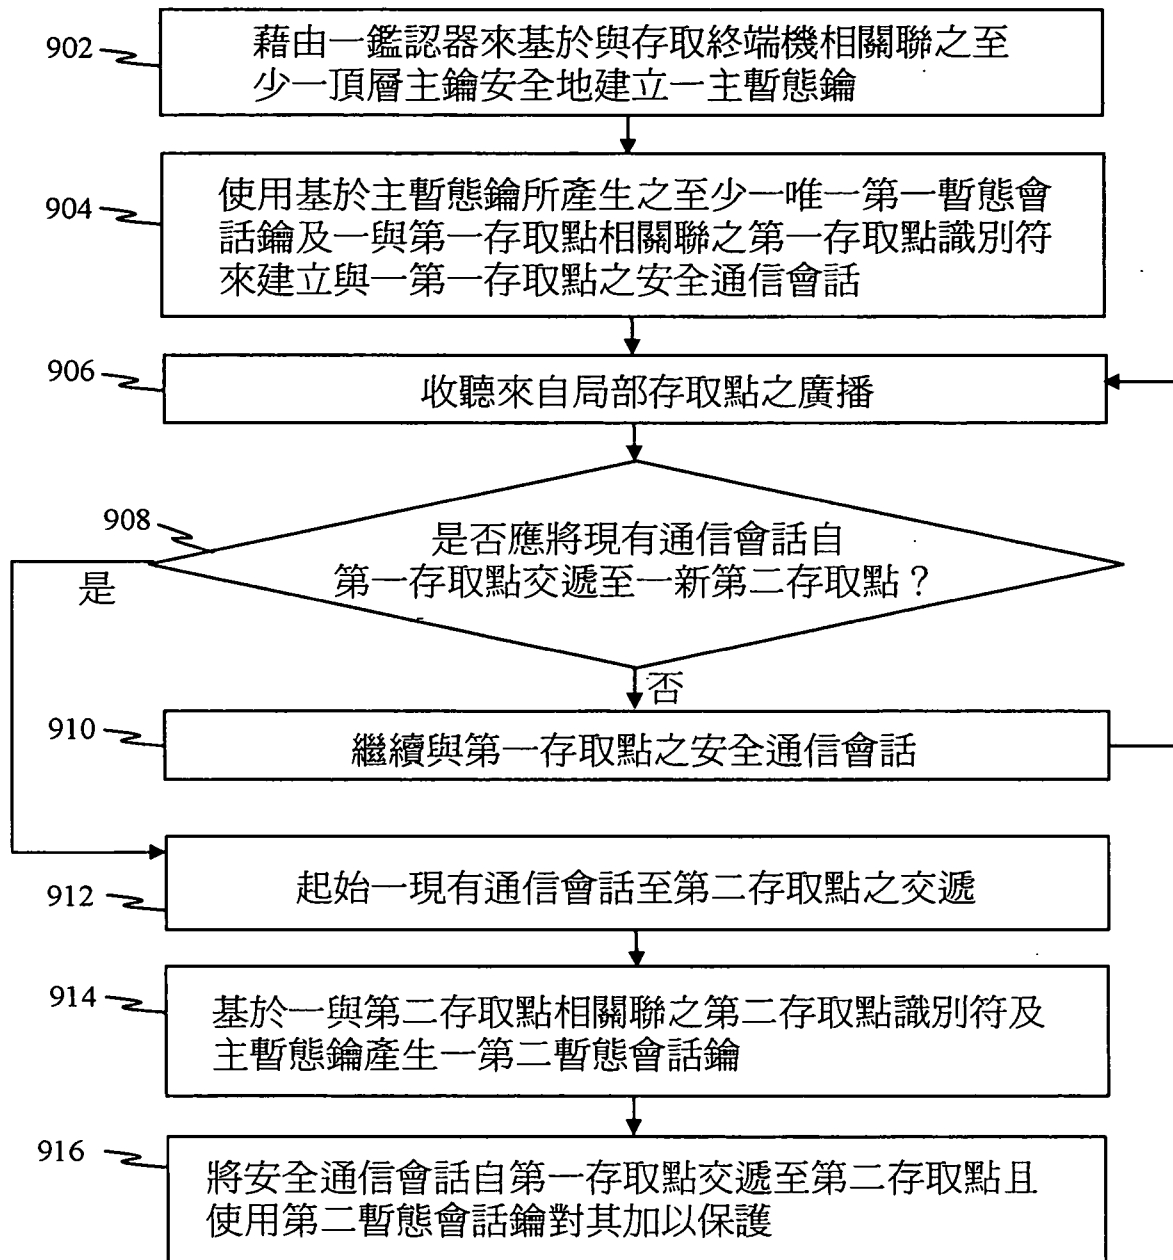 902
藉由一鑑認器來基於與存取終端機相關聯之至
少一頂層主鑰安全地建立一主暫態鑰
904
使用基於主暫態鑰所產生之至少一唯一第一暫態會
話鑰及一與第一存取點相關聯之第一存取點識別符
來建立與一第一存取點之安全通信會話
906
收聽來自局部存取點之廣播
908
是否應將現有通信會話自
第一存取點交遞至一新第二存取點？
是
否
910
繼續與第一存取點之安全通信會話
912
起始一現有通信會話至第二存取點之交遞
914
基於一與第二存取點相關聯之第二存取點識別符及
主暫態鑰產生一第二暫態會話鑰
916
將安全通信會話自第一存取點交遞至第二存取點且
使用第二暫態會話鑰對其加以保護